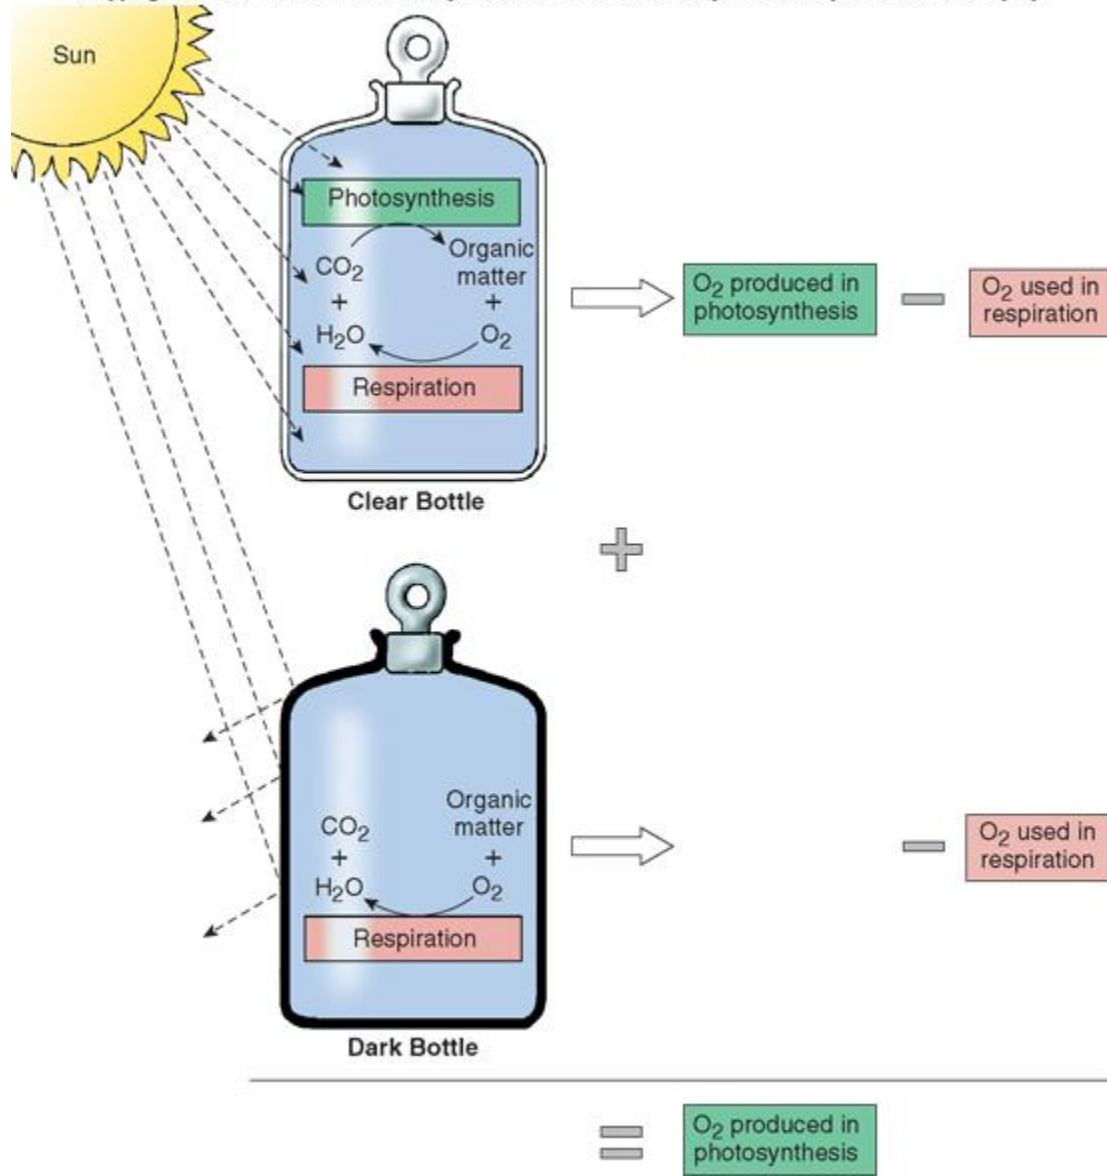 Sun
Photosynthesis
CO₂
+
H₂O
Organic
matter
+
O₂
Respiration
Clear Bottle
O₂ produced in
photosynthesis
−
O₂ used in
respiration
+
CO₂
+
H₂O
Organic
matter
+
O₂
Respiration
Dark Bottle
−
O₂ used in
respiration
=
O₂ produced in
photosynthesis